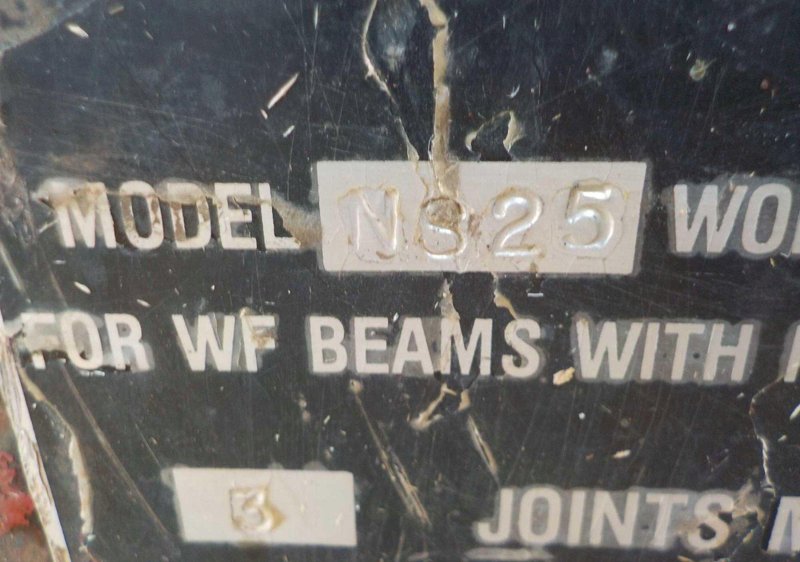 MODEL NS25 WO
FOR WF BEAMS WITH
3 JOINTS